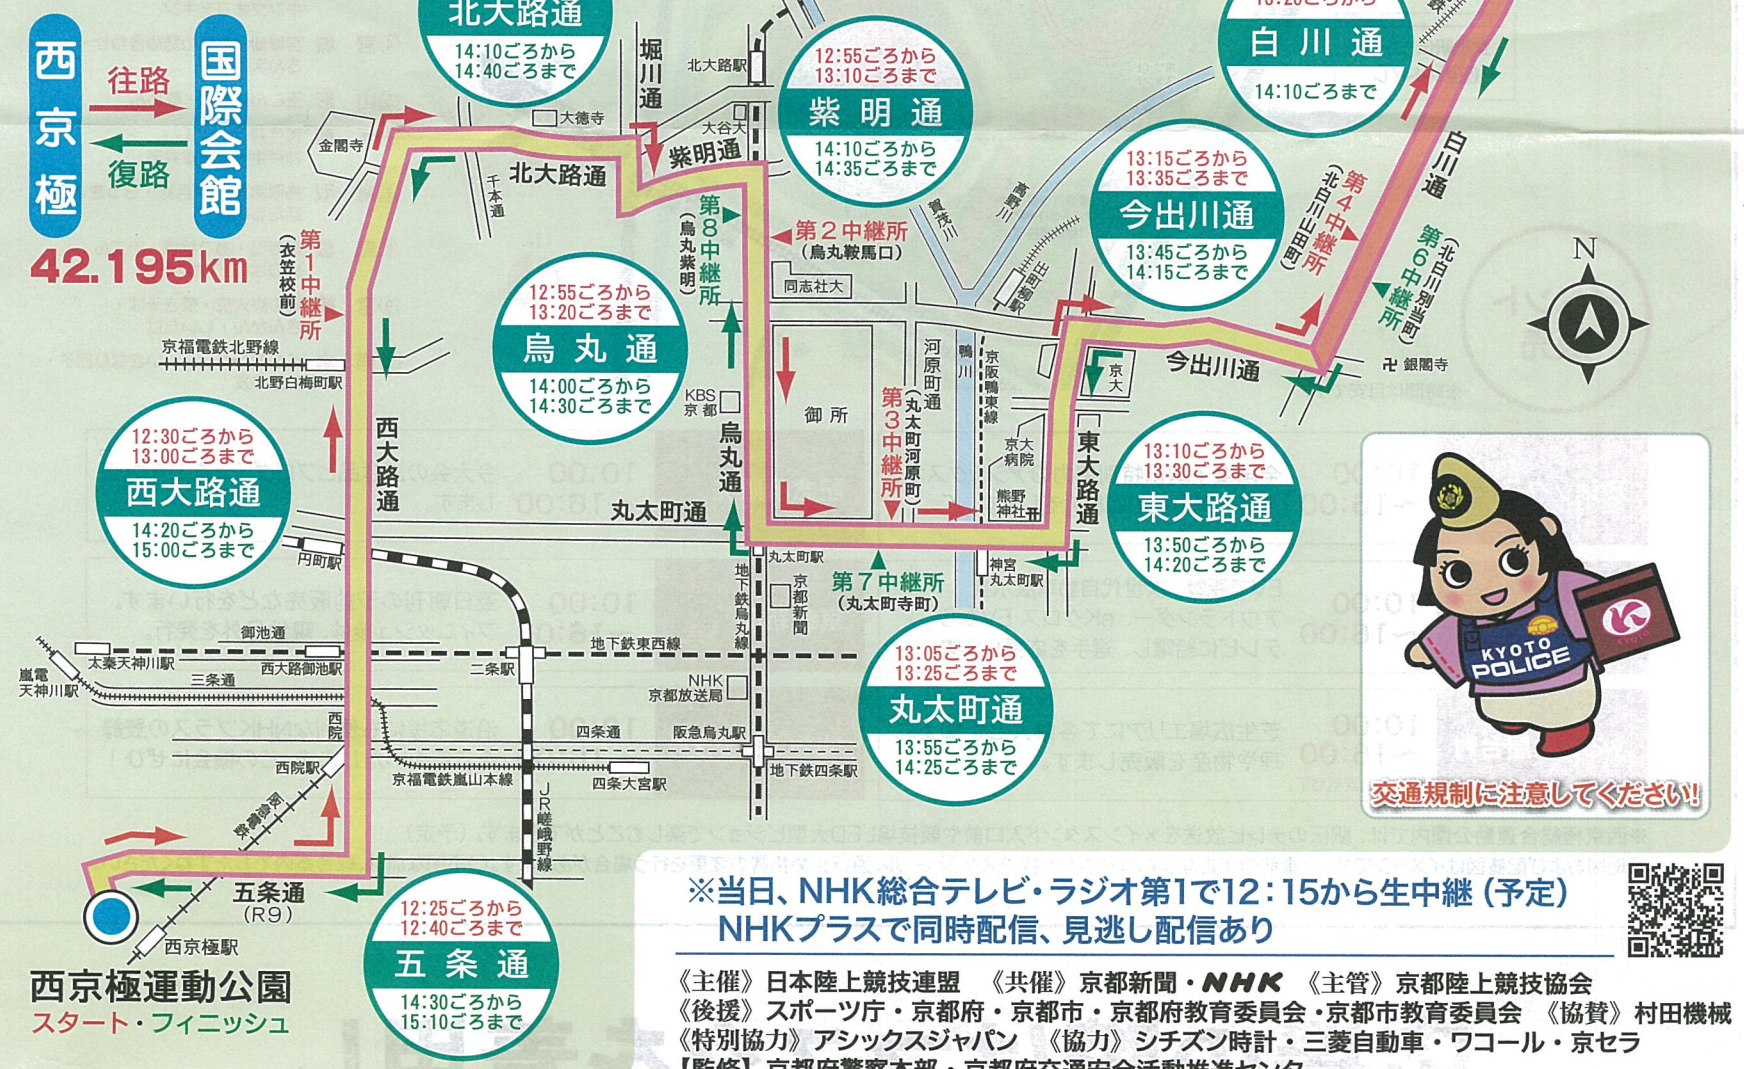 西京極
往路
復路
国際会館
42.195km
北大路通
14:10ごろから
14:40ごろまで
12:55ごろから
13:10ごろまで
紫明通
14:10ごろから
14:35ごろまで
白川通
14:10ごろまで
13:15ごろから
13:35ごろまで
今出川通
13:45ごろから
14:15ごろまで
12:55ごろから
13:20ごろまで
烏丸通
14:00ごろから
14:30ごろまで
12:30ごろから
13:00ごろまで
西大路通
14:20ごろから
15:00ごろまで
13:10ごろから
13:30ごろまで
東大路通
13:50ごろから
14:20ごろまで
13:05ごろから
13:25ごろまで
丸太町通
13:55ごろから
14:25ごろまで
12:25ごろから
12:40ごろまで
五条通
14:30ごろから
15:10ごろまで
堀川通
北大路駅
大徳寺
大谷大
金閣寺
北大路通
紫明通
千本通
第1中継所
(衣笠校前)
第8中継所
(烏丸紫明)
第2中継所
(烏丸鞍馬口)
同志社大
賀茂川
高野川
出町柳駅
白川通
第4中継所
(北白川山田町)
第6中継所
(北白川別当町)
N
銀閣寺
今出川通
京大
京福電鉄北野線
北野白梅町駅
西大路通
KBS
京都
烏丸通
御所
河原町通
鴨川
京阪鴨東線
第3中継所
(丸太町河原町)
京大
病院
熊野
神社
東大路通
丸太町通
円町駅
丸太町駅
第7中継所
(丸太町寺町)
神宮
丸太町駅
地下鉄烏丸線
京都新聞
御池通
太秦天神川駅
西大路御池駅
二条駅
地下鉄東西線
嵐電
天神川駅
三条通
NHK
京都放送局
西院
西院駅
四条通
阪急烏丸駅
地下鉄四条駅
京福電鉄嵐山本線
四条大宮駅
阪急電鉄
JR嵯峨野線
五条通
(R9)
西京極駅
西京極運動公園
スタート・フィニッシュ
KYOTO
POLICE
KYOTO
交通規制に注意してください!
※当日、NHK総合テレビ・ラジオ第1で12:15から生中継(予定)
NHKプラスで同時配信、見逃し配信あり
《主催》日本陸上競技連盟 《共催》京都新聞・NHK 《主管》京都陸上競技協会
《後援》スポーツ庁・京都府・京都市・京都府教育委員会・京都市教育委員会 《協賛》村田機械
《特別協力》アシックスジャパン 《協力》シチズン時計・三菱自動車・ワコール・京セラ
【監修】京都府警察本部・京都府交通安全活動推進センター